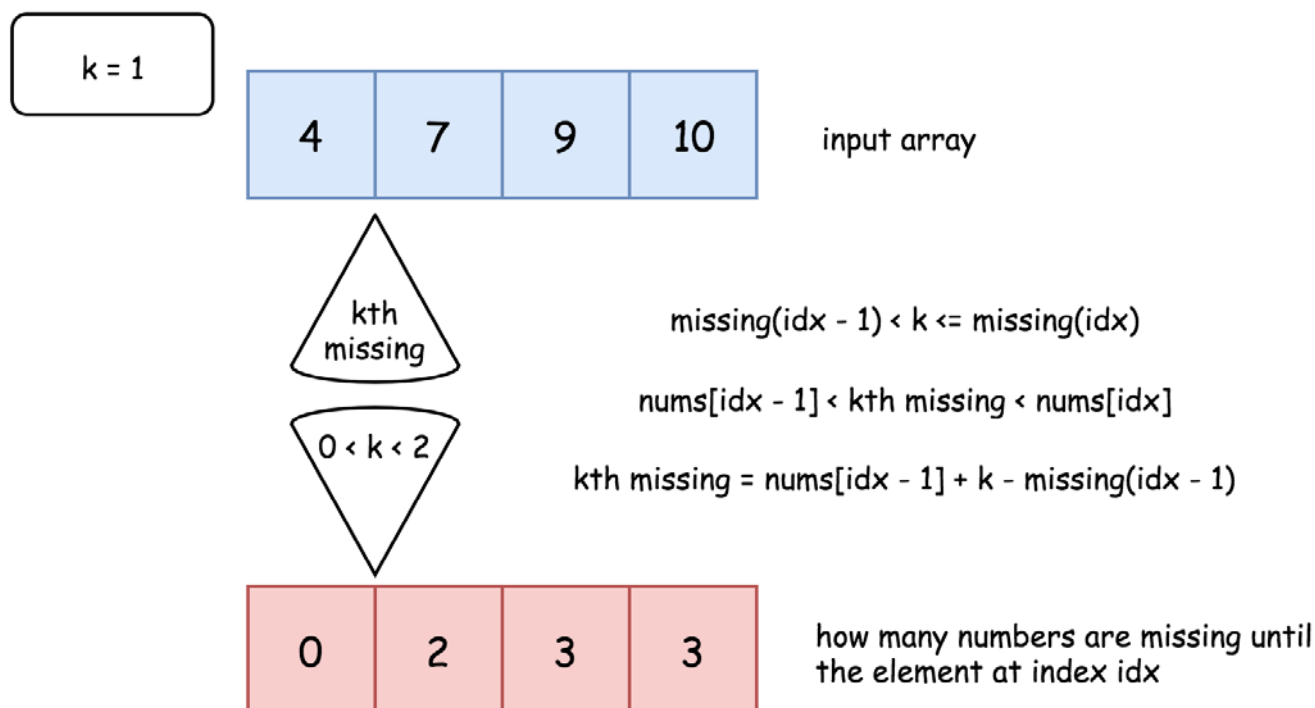 k = 1
4 7 9 10
input array
kth
missing
missing(idx - 1) < k <= missing(idx)
nums[idx - 1] < kth missing < nums[idx]
0 < k < 2
kth missing = nums[idx - 1] + k - missing(idx - 1)
0 2 3 3
how many numbers are missing until
the element at index idx